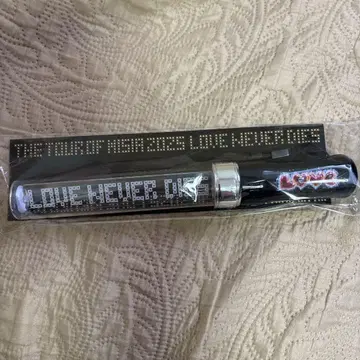 THE TOUR OF MISIA 2025 LOVE NEVER DIES
LOVE NEVER DIES